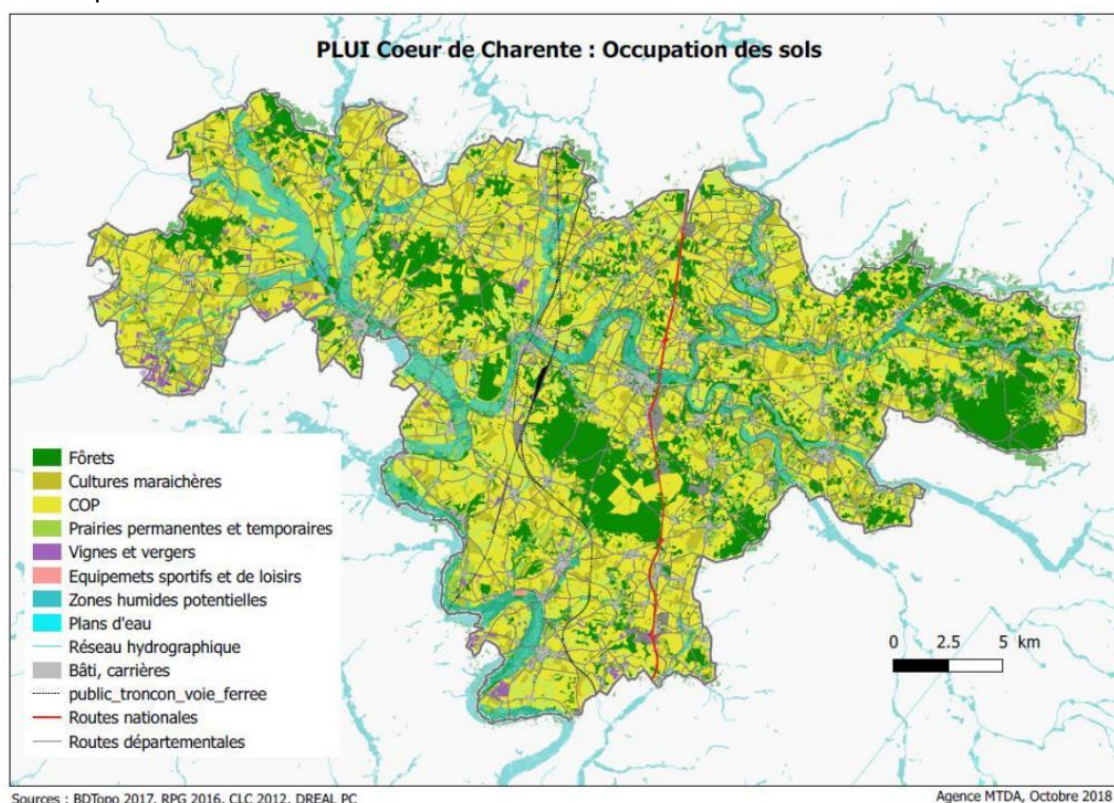 PLUI Coeur de Charente : Occupation des sols
Fôrets
Cultures maraichères
COP
Prairies permanentes et temporaires
Vignes et vergers
Equipemets sportifs et de loisirs
Zones humides potentielles
Plans d'eau
Réseau hydrographique
Bâti, carrières
public_troncon_voie_ferree
Routes nationales
Routes départementales
0 2.5 5 km
Sources : BDTopo 2017, RPG 2016, CLC 2012, DREAL PC
Agence MTDA, Octobre 2018